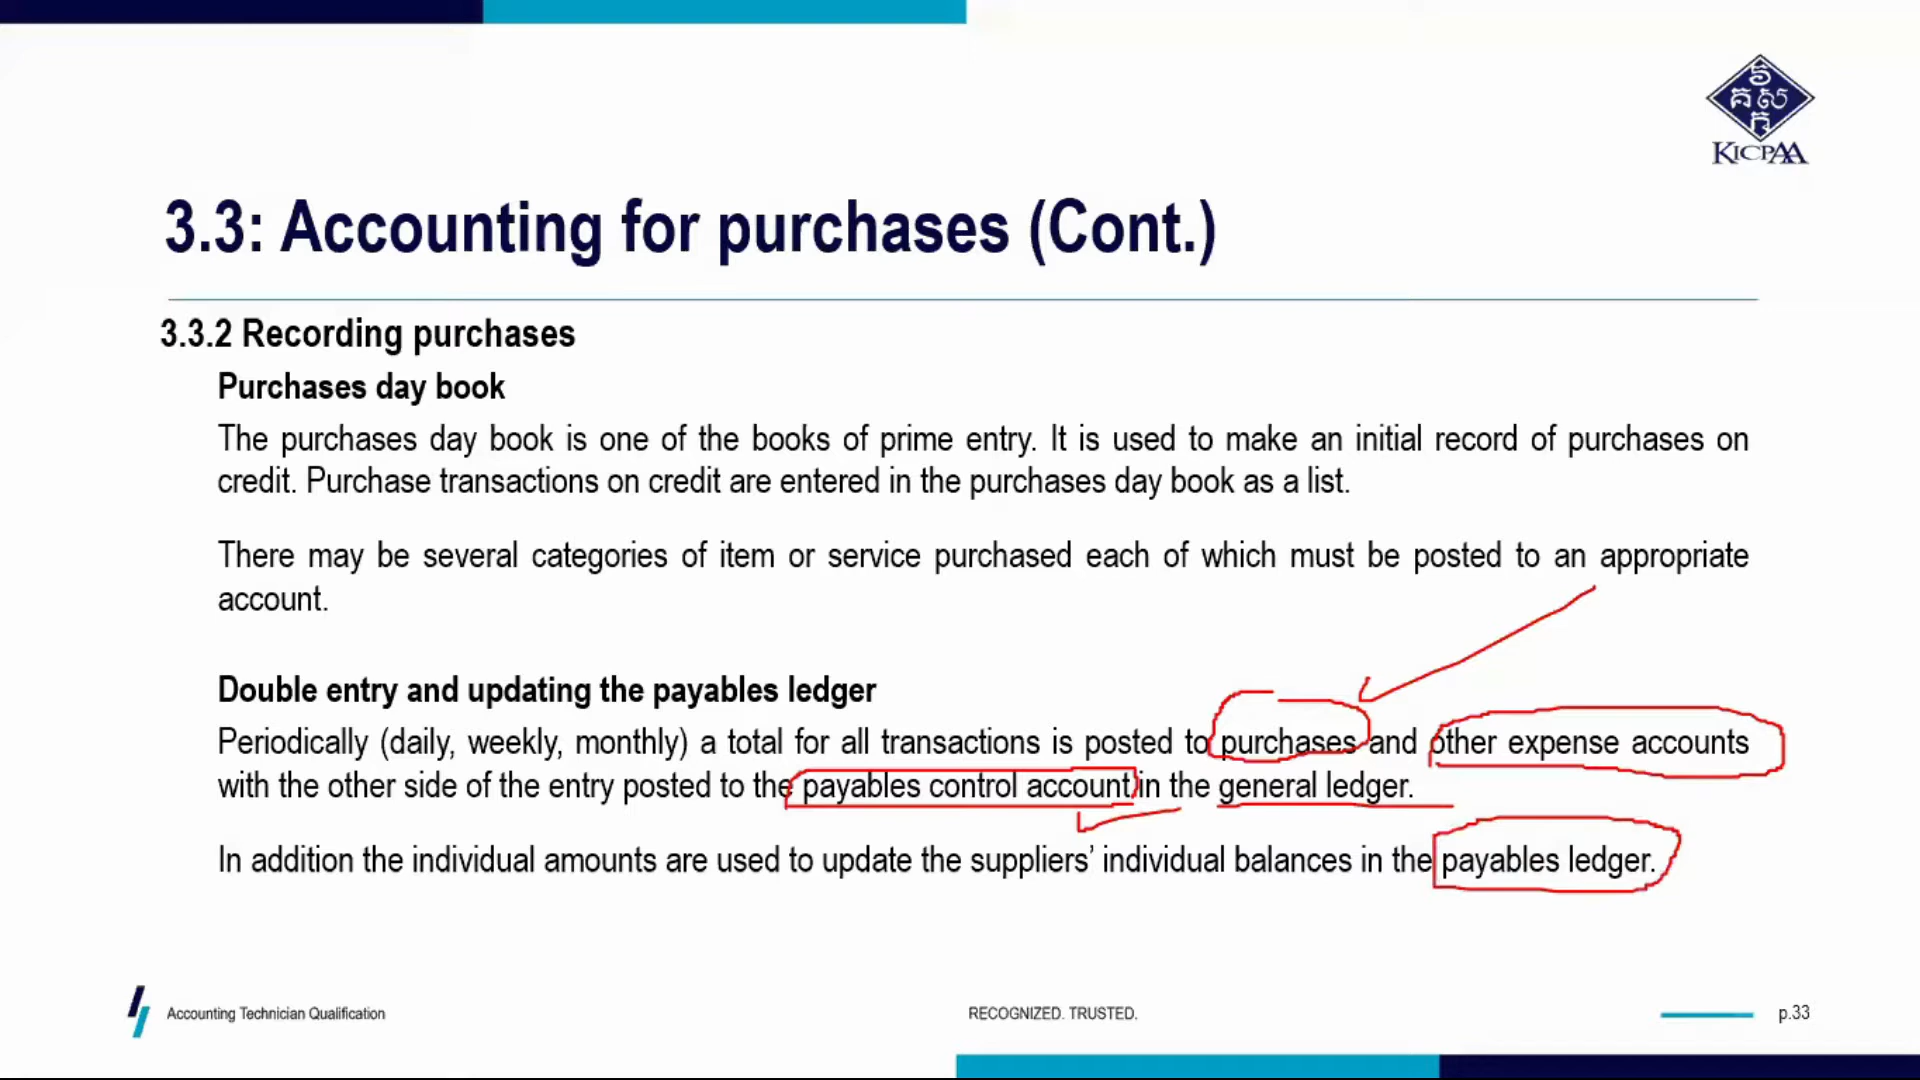 វិ
គ ស
ក
KICPAA
3.3: Accounting for purchases (Cont.)
3.3.2 Recording purchases
Purchases day book
The purchases day book is one of the books of prime entry. It is used to make an initial record of purchases on
credit. Purchase transactions on credit are entered in the purchases day book as a list.
There may be several categories of item or service purchased each of which must be posted to an appropriate
account.
Double entry and updating the payables ledger
Periodically (daily, weekly, monthly) a total for all transactions is posted to purchases and other expense accounts
with the other side of the entry posted to the payables control account in the general ledger.
In addition the individual amounts are used to update the suppliers’ individual balances in the payables ledger.
Accounting Technician Qualification
RECOGNIZED. TRUSTED.
p.33